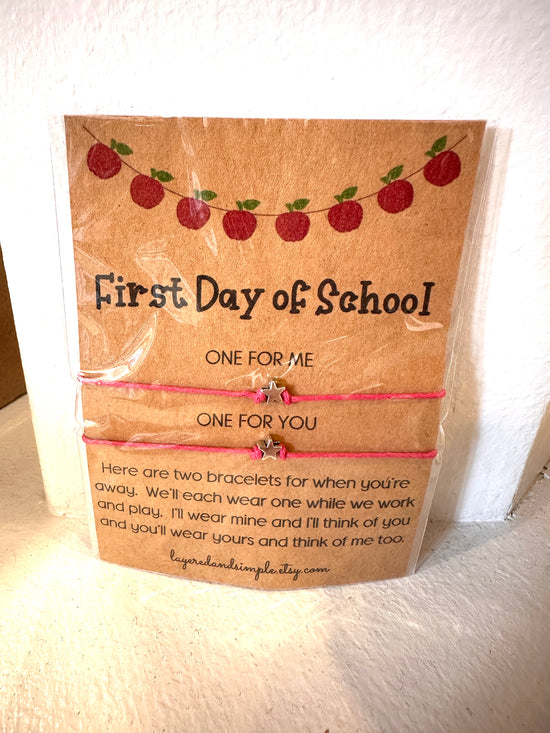 First Day of School
ONE FOR ME
ONE FOR YOU
Here are two bracelets for when you're
away. We'll each wear one while we work
and play. I'll wear mine and I'll think of you
and you'll wear yours and think of me too.
layeredandsimple.etsy.com